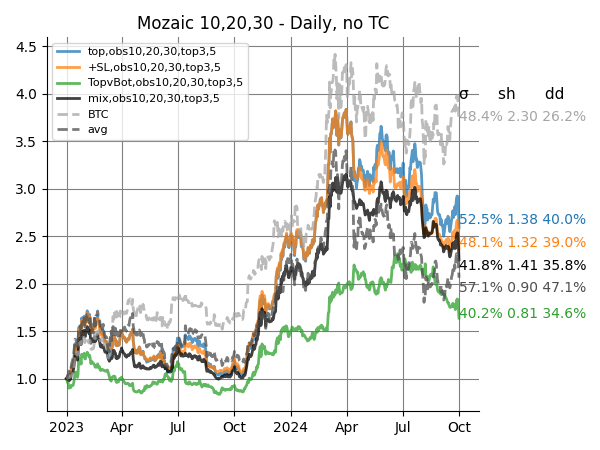 Mozaic 10,20,30 - Daily, no TC
top,obs10,20,30,top3,5
+SL,obs10,20,30,top3,5
TopvBot,obs10,20,30,top3,5
mix,obs10,20,30,top3,5
BTC
avg
4.5
4.0
3.5
3.0
2.5
2.0
1.5
1.0
σ sh dd
48.4% 2.30 26.2%
52.5% 1.38 40.0%
48.1% 1.32 39.0%
41.8% 1.41 35.8%
57.1% 0.90 47.1%
40.2% 0.81 34.6%
2023 Apr Jul Oct 2024 Apr Jul Oct